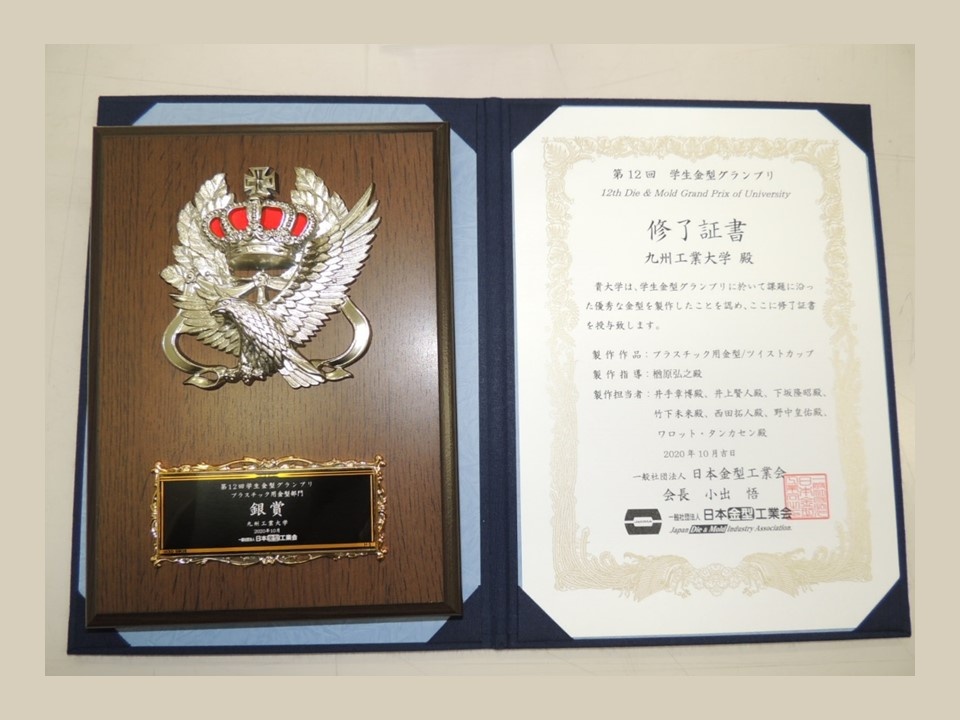 第12回学生金型グランプリ
プラスチック用金型部門
銀賞
九州工業大学
2020年10月
一般社団法人 日本金型工業会
第12回 学生金型グランプリ
12th Die & Mold Grand Prix of University
修了証書
九州工業大学 殿
貴大学は、学生金型グランプリに於いて課題に沿っ
た優秀な金型を製作したことを認め、ここに修了証書
を授与致します。
製作作品：プラスチック用金型/ツイストカップ
製作指導：楢原弘之殿
製作担当者：井手章博殿、井上賢人殿、下坂隆昭殿、
竹下未来殿、西田拓人殿、野中皇佑殿、
ワロット・タンカセン殿
2020年10月吉日
一般社団法人 日本金型工業会
会長 小出 悟
一般社団法人 日本金型工業会
Japan Die & Mold Industry Association.